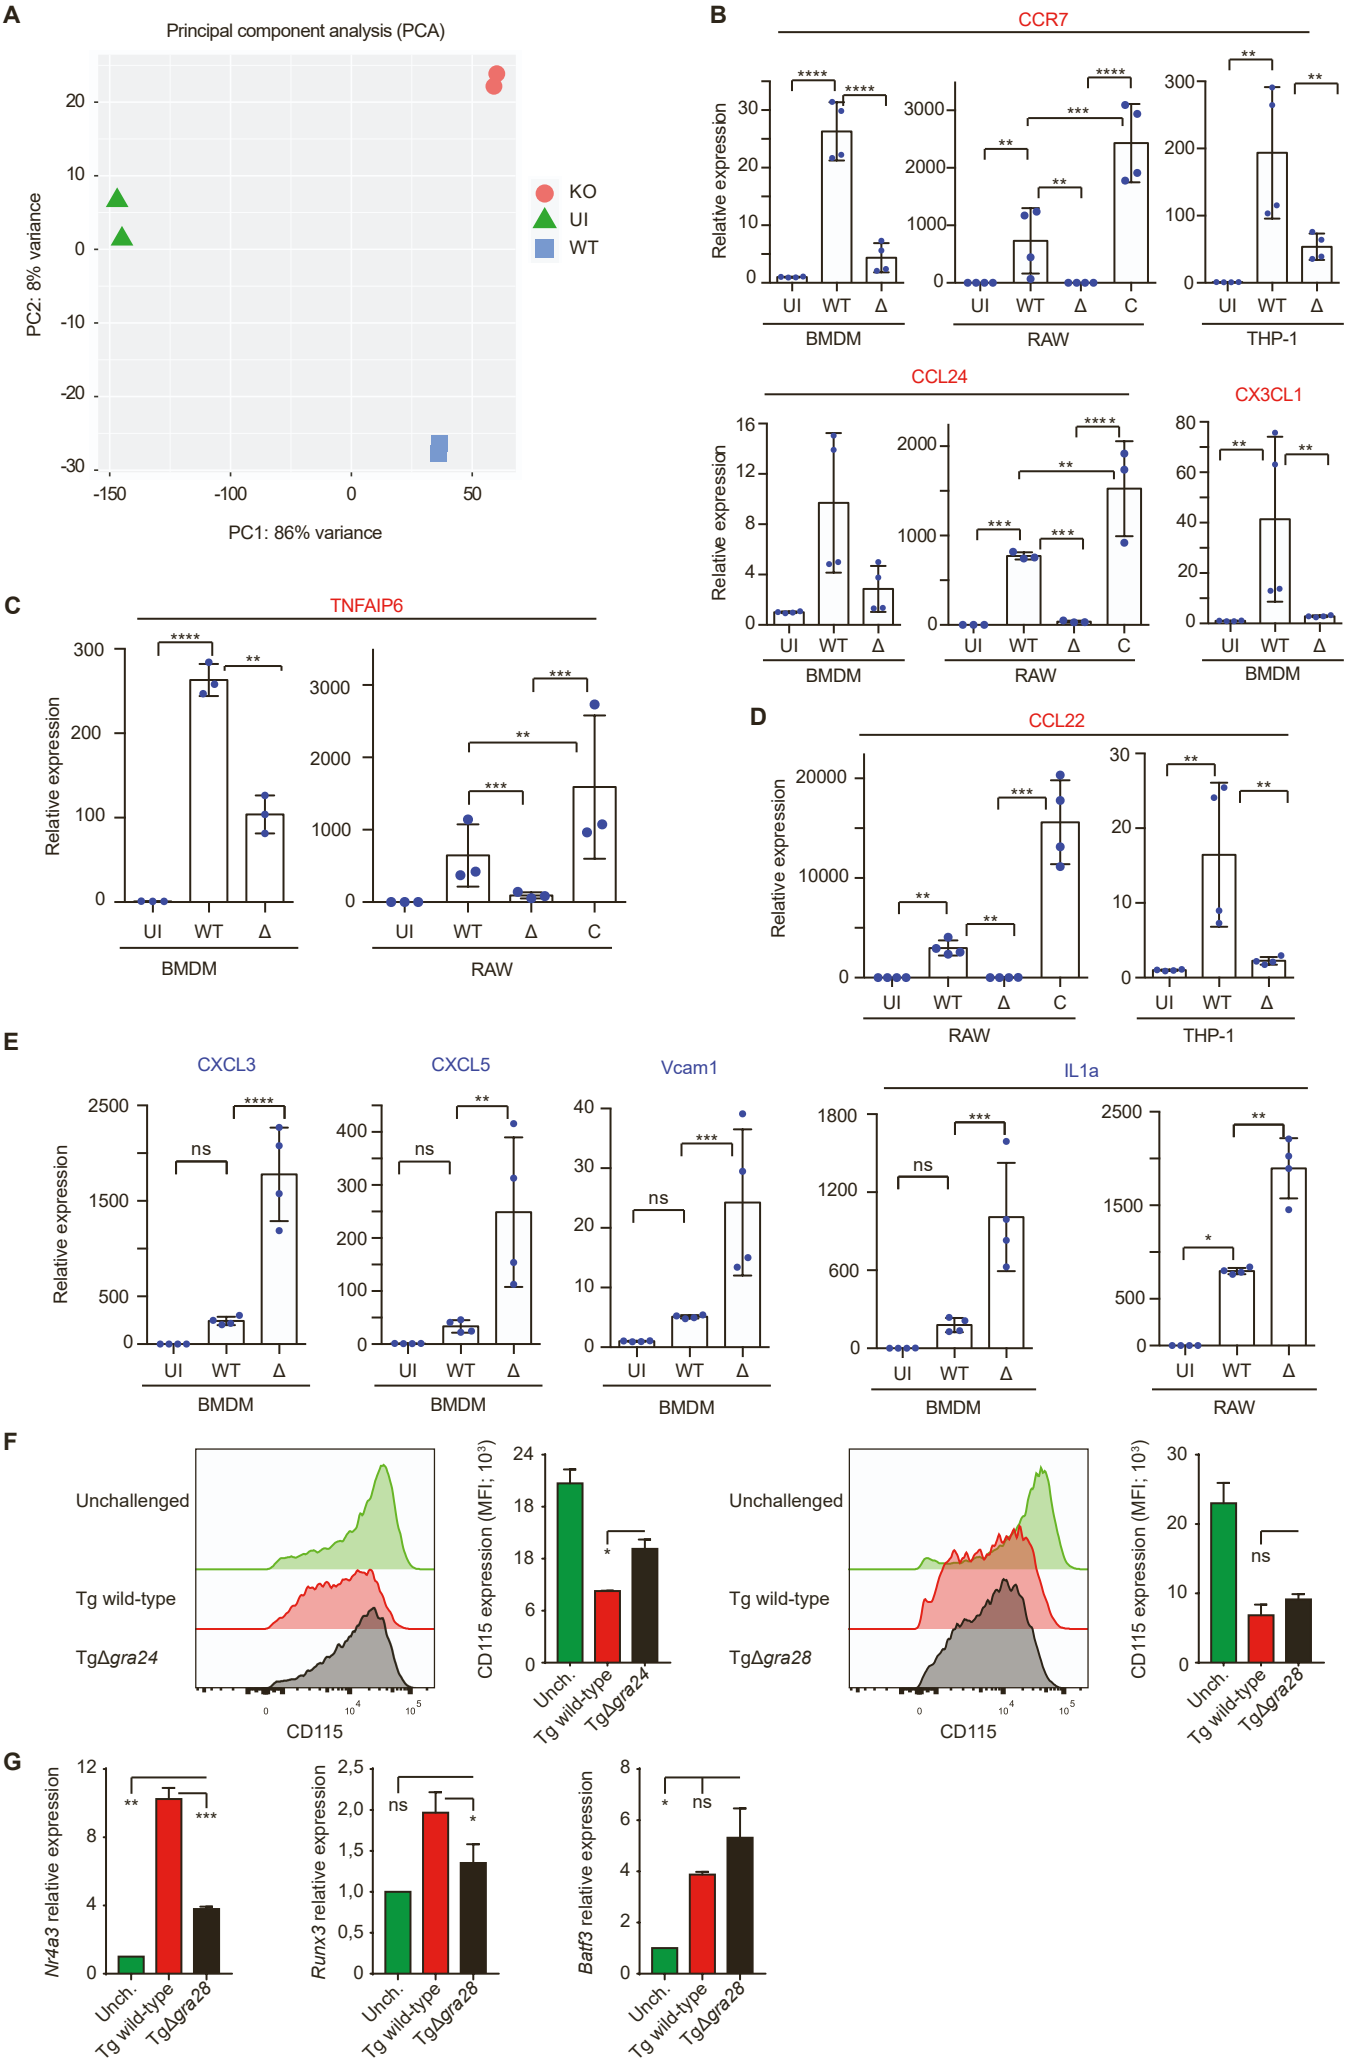 A
Principal component analysis (PCA)
20
10
0
-10
-20
-30
-150
-100
0
50
PC2: 8% variance
PC1: 86% variance
KO
UI
WT
B
CCR7
Relative expression
30
20
10
0
**** ****
UI WT Δ
BMDM
3000
2000
1000
0
** *** ** ****
UI WT Δ C
RAW
300
200
100
0
** **
UI WT Δ
THP-1
CCL24
Relative expression
16
12
8
4
0
UI WT Δ
BMDM
2000
1000
0
*** ** *** ****
UI WT Δ C
RAW
CX3CL1
80
60
40
20
0
** **
UI WT Δ
BMDM
C
TNFAIP6
Relative expression
300
200
100
0
**** **
UI WT Δ
BMDM
3000
2000
1000
0
*** ** ***
UI WT Δ C
RAW
D
CCL22
Relative expression
20000
10000
0
** ** ***
UI WT Δ C
RAW
30
20
10
0
** **
UI WT Δ
THP-1
E
CXCL3
Relative expression
2500
1500
500
0
ns ****
UI WT Δ
BMDM
CXCL5
400
300
200
100
0
ns **
UI WT Δ
BMDM
Vcam1
40
30
20
10
0
ns ***
UI WT Δ
BMDM
IL1a
1800
1200
600
0
ns ***
UI WT Δ
BMDM
2500
1500
500
0
* **
UI WT Δ
RAW
F
Unchallenged
Tg wild-type
TgΔgra24
0 10⁴ 10⁵
CD115
CD115 expression (MFI; 10³)
24
18
18
6
0
*
Unch.
Tg wild-type
TgΔgra24
Unchallenged
Tg wild-type
TgΔgra28
0 10⁴ 10⁵
CD115
CD115 expression (MFI; 10³)
30
20
10
0
ns
Unch.
Tg wild-type
TgΔgra28
G
Nr4a3 relative expression
12
8
4
0
** ***
Unch.
Tg wild-type
TgΔgra28
Runx3 relative expression
2,5
2,0
1,5
1,0
0,5
0
ns *
Unch.
Tg wild-type
TgΔgra28
Batf3 relative expression
8
6
4
2
0
* ns
Unch.
Tg wild-type
TgΔgra28